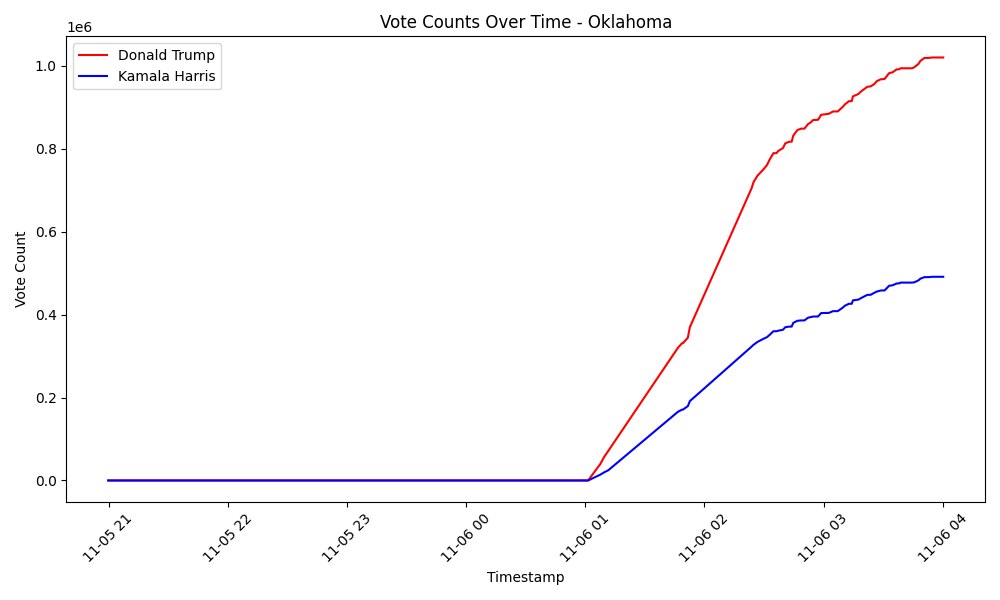 Vote Counts Over Time - Oklahoma
1e6
Donald Trump
Kamala Harris
1.0
0.8
0.6
0.4
0.2
0.0
Vote Count
11-05 21
11-05 22
11-05 23
11-06 00
11-06 01
11-06 02
11-06 03
11-06 04
Timestamp